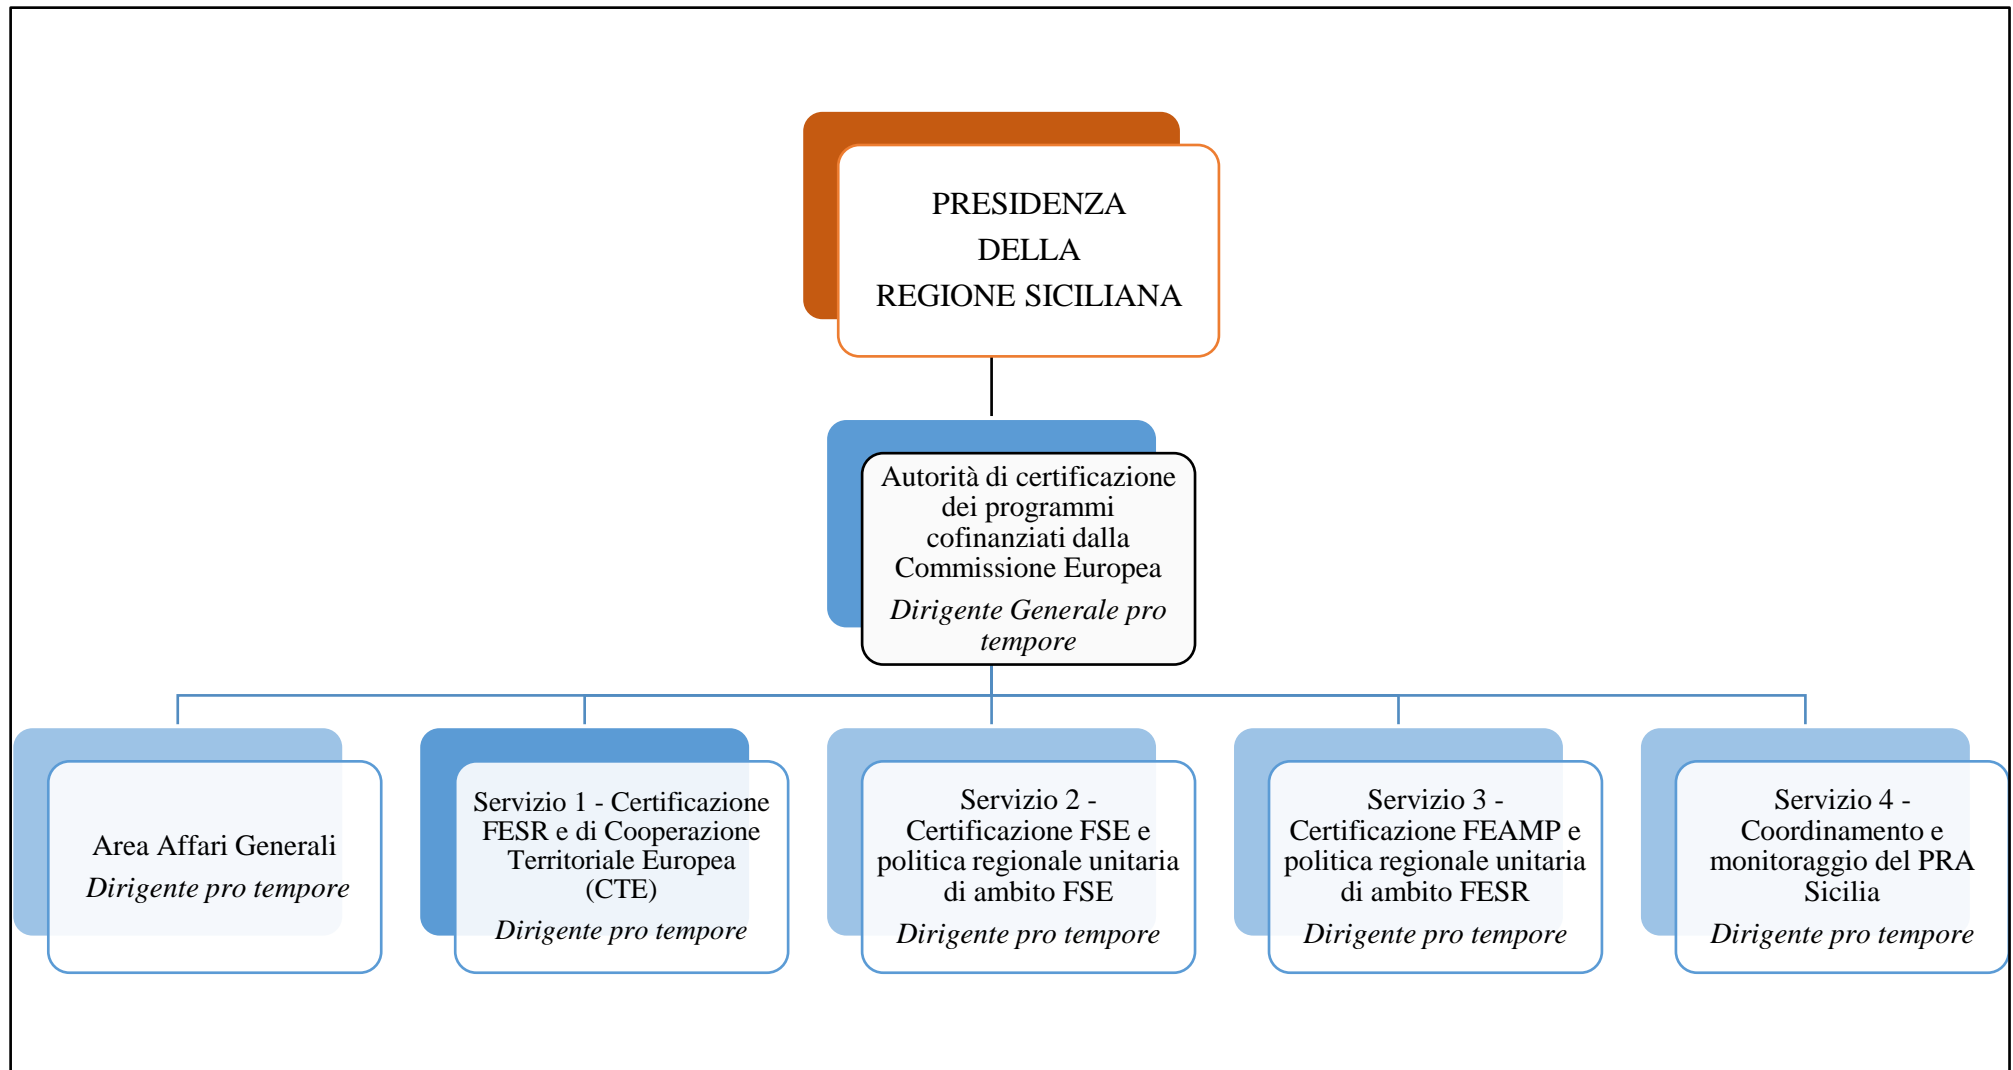 PRESIDENZA
DELLA
REGIONE SICILIANA
Autorità di certificazione
dei programmi
cofinanziati dalla
Commissione Europea
Dirigente Generale pro
tempore
Area Affari Generali
Dirigente pro tempore
Servizio 1 - Certificazione
FESR e di Cooperazione
Territoriale Europea
(CTE)
Dirigente pro tempore
Servizio 2 -
Certificazione FSE e
politica regionale unitaria
di ambito FSE
Dirigente pro tempore
Servizio 3 -
Certificazione FEAMP e
politica regionale unitaria
di ambito FESR
Dirigente pro tempore
Servizio 4 -
Coordinamento e
monitoraggio del PRA
Sicilia
Dirigente pro tempore